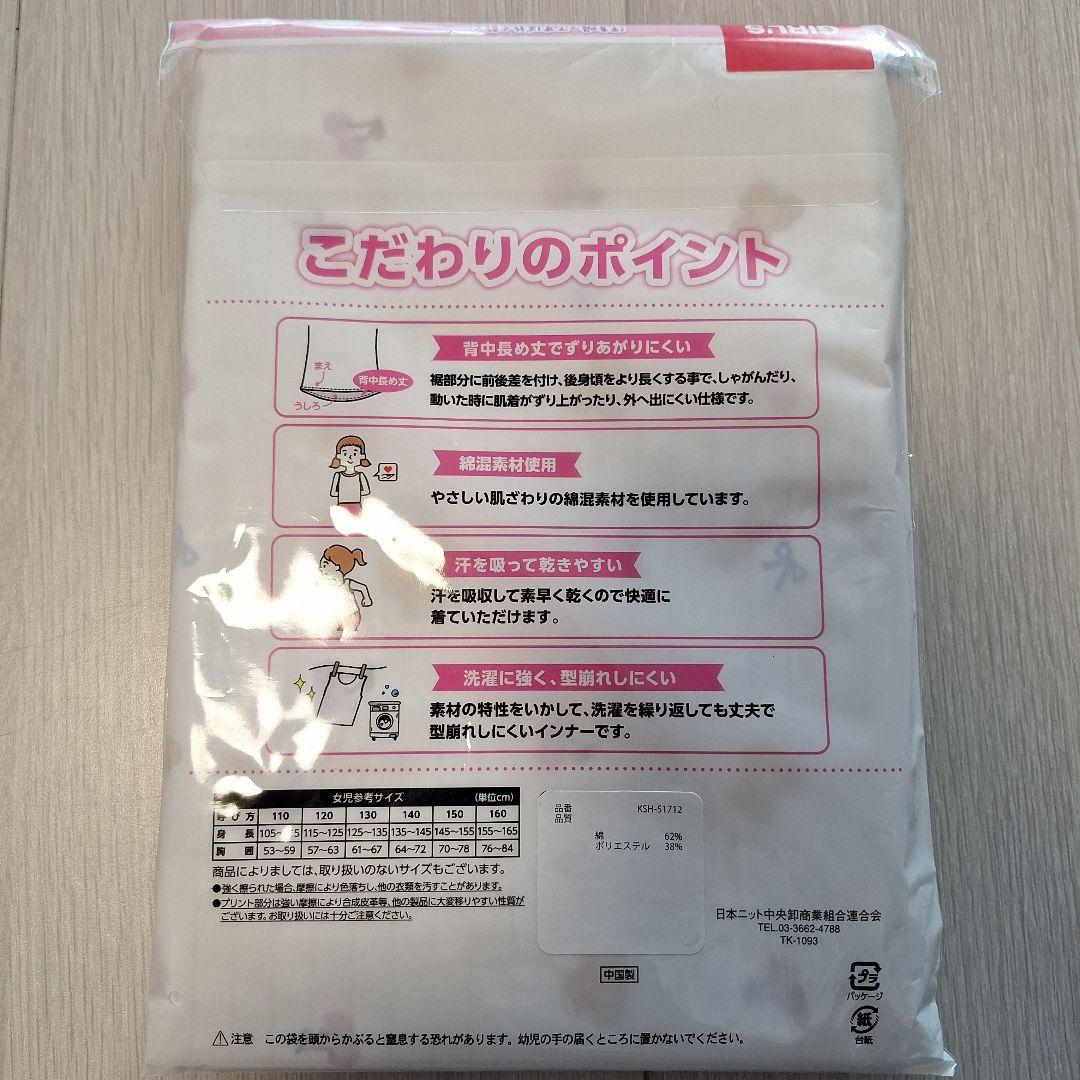 GIRL'S
こだわりのポイント
背中長め丈でずりあがりにくい
まえ
背中長め丈
うしろ
裾部分に前後差を付け、後身頃をより長くする事で、しゃがんだり、
動いた時に肌着がずり上がったり、外へ出にくい仕様です。
綿混素材使用
やさしい肌ざわりの綿混素材を使用しています。
汗を吸って乾きやすい
汗を吸収して素早く乾くので快適に
着ていただけます。
洗濯に強く、型崩れしにくい
素材の特性をいかして、洗濯を繰り返しても丈夫で
型崩れしにくいインナーです。
女児参考サイズ (単位cm)
呼び方 110 120 130 140 150 160
身長 115–125 125–135 135–145 145–155 155–165
胸囲 53–59 57–63 61–67 64–72 70–78 76–84
商品によりましては、取り扱いのないサイズもございます。
●強く擦られた場合、摩擦により色落ちし、他の衣類を汚すことがあります。
●プリント部分は強い摩擦により合成皮革等、他の製品に大変移りやすい性質が
ございます。お取り扱いには十分ご注意ください。
品番 KSH-51712
品質
綿 62%
ポリエステル 38%
日本ニット中央卸商業組合連合会
TEL.03-3662-4788
TK-1093
中国製
プラ
パッケージ
紙
台紙
⚠注意 この袋を頭からかぶると窒息する恐れがあります。幼児の手の届くところに置かないでください。